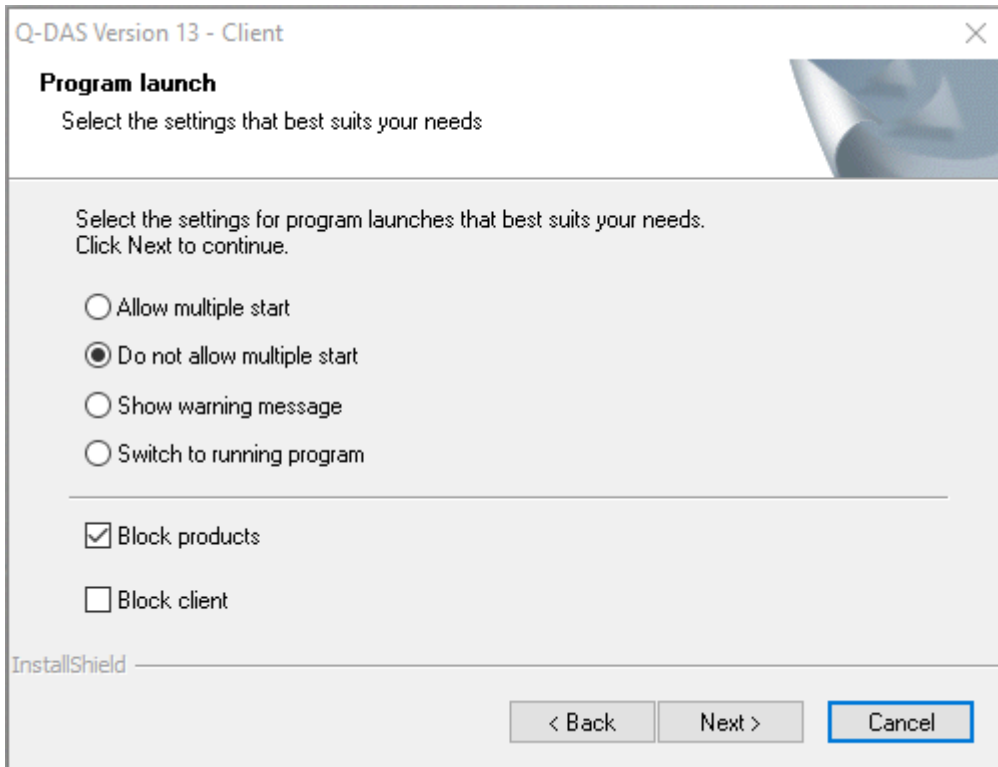 Q-DAS Version 13 - Client
Program launch
Select the settings that best suits your needs
Select the settings for program launches that best suits your needs.
Click Next to continue.
Allow multiple start
Do not allow multiple start
Show warning message
Switch to running program
Block products
Block client
InstallShield
< Back
Next >
Cancel